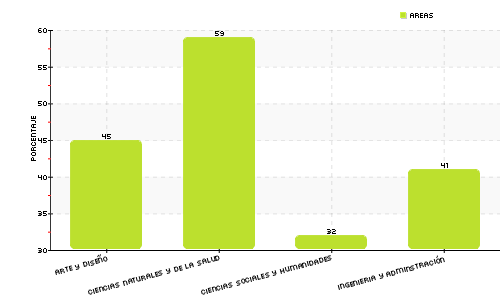 AREAS
PORCENTAJE
60
55
50
45
40
35
30
45
59
32
41
ARTE Y DISEÑO
CIENCIAS NATURALES Y DE LA SALUD
CIENCIAS SOCIALES Y HUMANIDADES
INGENIERIA Y ADMINSTRACIÓN